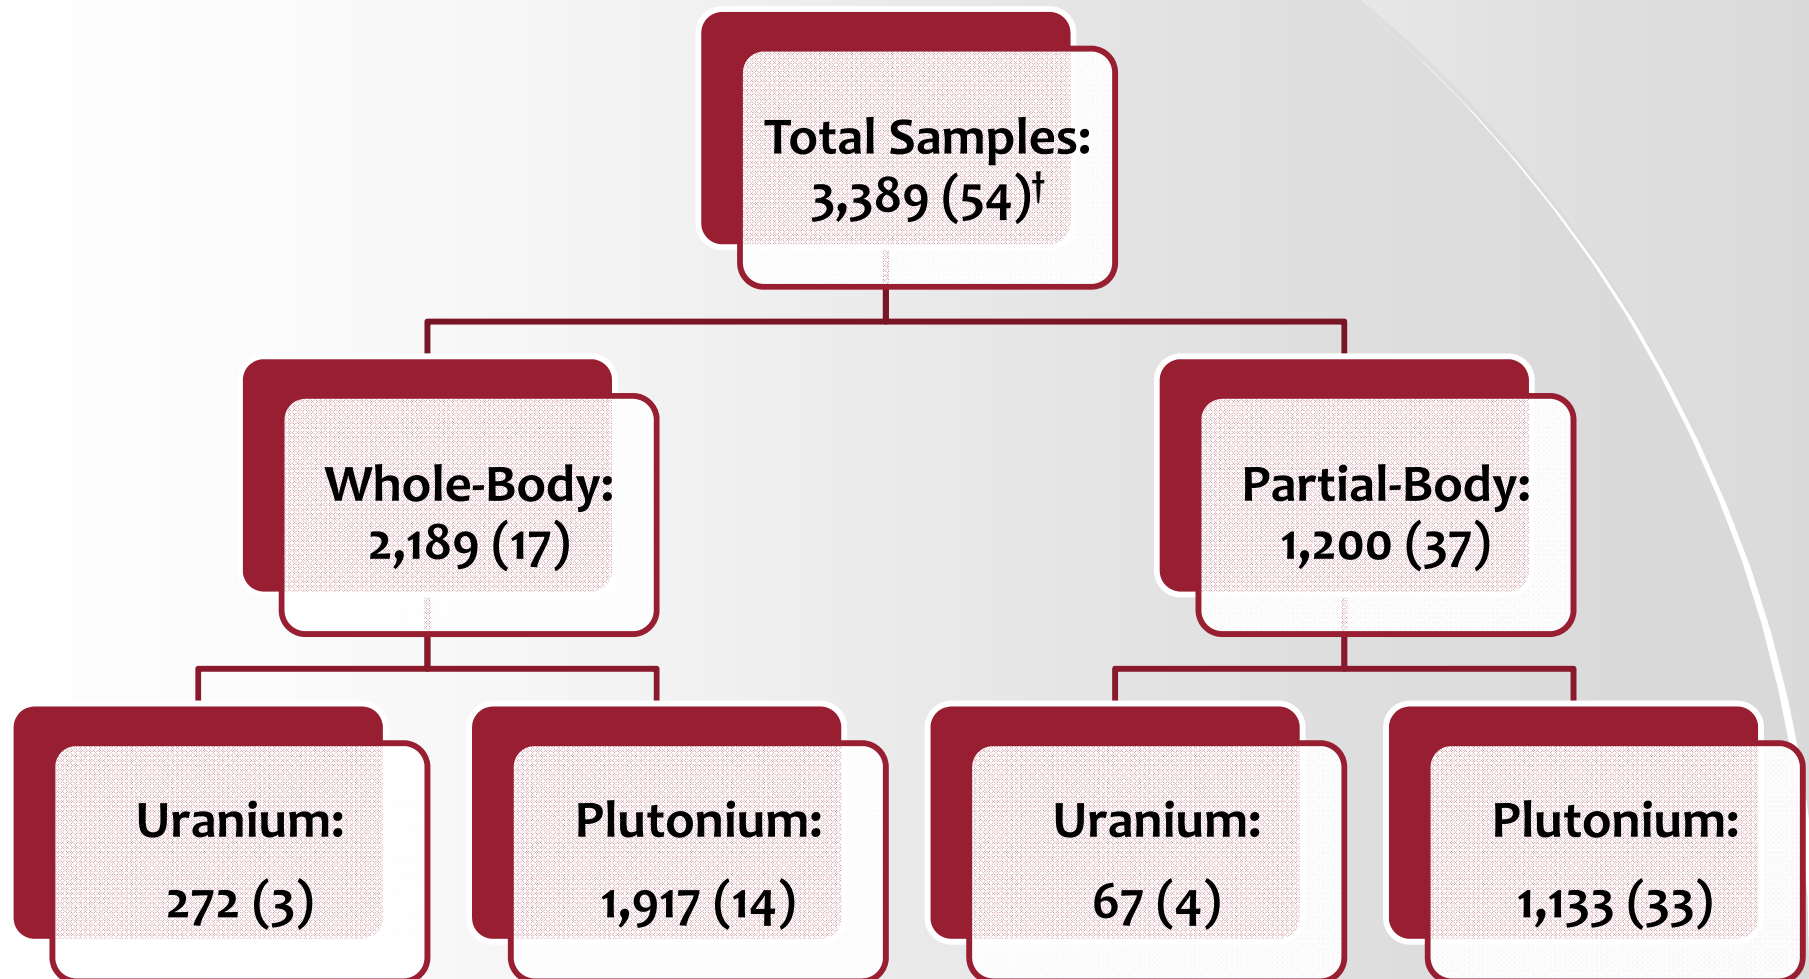 Total Samples:
3,389 (54)†
Whole-Body:
2,189 (17)
Partial-Body:
1,200 (37)
Uranium:
272 (3)
Plutonium:
1,917 (14)
Uranium:
67 (4)
Plutonium:
1,133 (33)